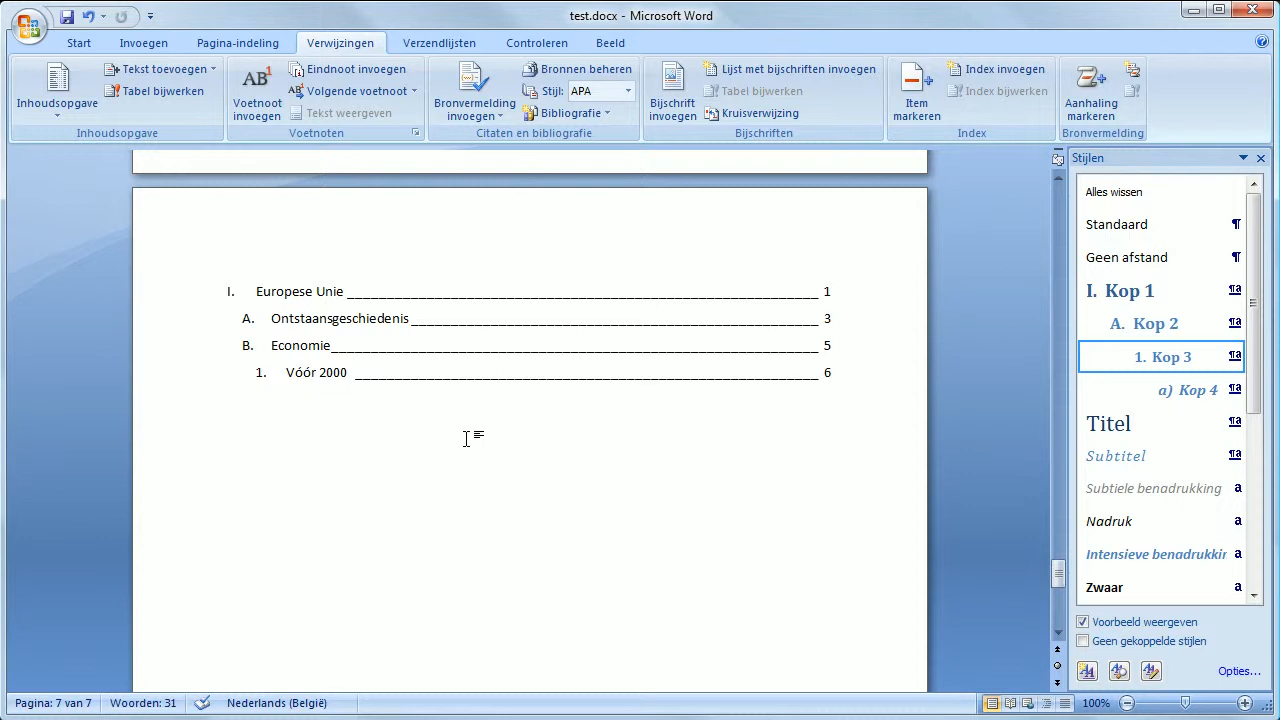 test.docx - Microsoft Word
Start Invoegen Pagina-indeling Verwijzingen Verzendlijsten Controleren Beeld
Inhoudsopgave
Tekst toevoegen
Tabel bijwerken
Inhoudsopgave
AB1
Voetnoot invoegen
Eindnoot invoegen
Volgende voetnoot
Tekst weergeven
Voetnoten
Bronvermelding invoegen
Bronnen beheren
Stijl: APA
Bibliografie
Citaten en bibliografie
Bijschrift invoegen
Lijst met bijschriften invoegen
Tabel bijwerken
Kruisverwijzing
Bijschriften
Item markeren
Index invoegen
Index bijwerken
Index
Aanhaling markeren
Bronvermelding
I. Europese Unie 1
A. Ontstaansgeschiedenis 3
B. Economie 5
1. Vóór 2000 6
Stijlen
Alles wissen
Standaard
Geen afstand
I. Kop 1
A. Kop 2
1. Kop 3
a) Kop 4
Titel
Subtitel
Subtiele benadrukking
Nadruk
Intensieve benadrukkin
Zwaar
Voorbeeld weergeven
Geen gekoppelde stijlen
Opties...
Pagina: 7 van 7 Woorden: 31 Nederlands (België) 100%